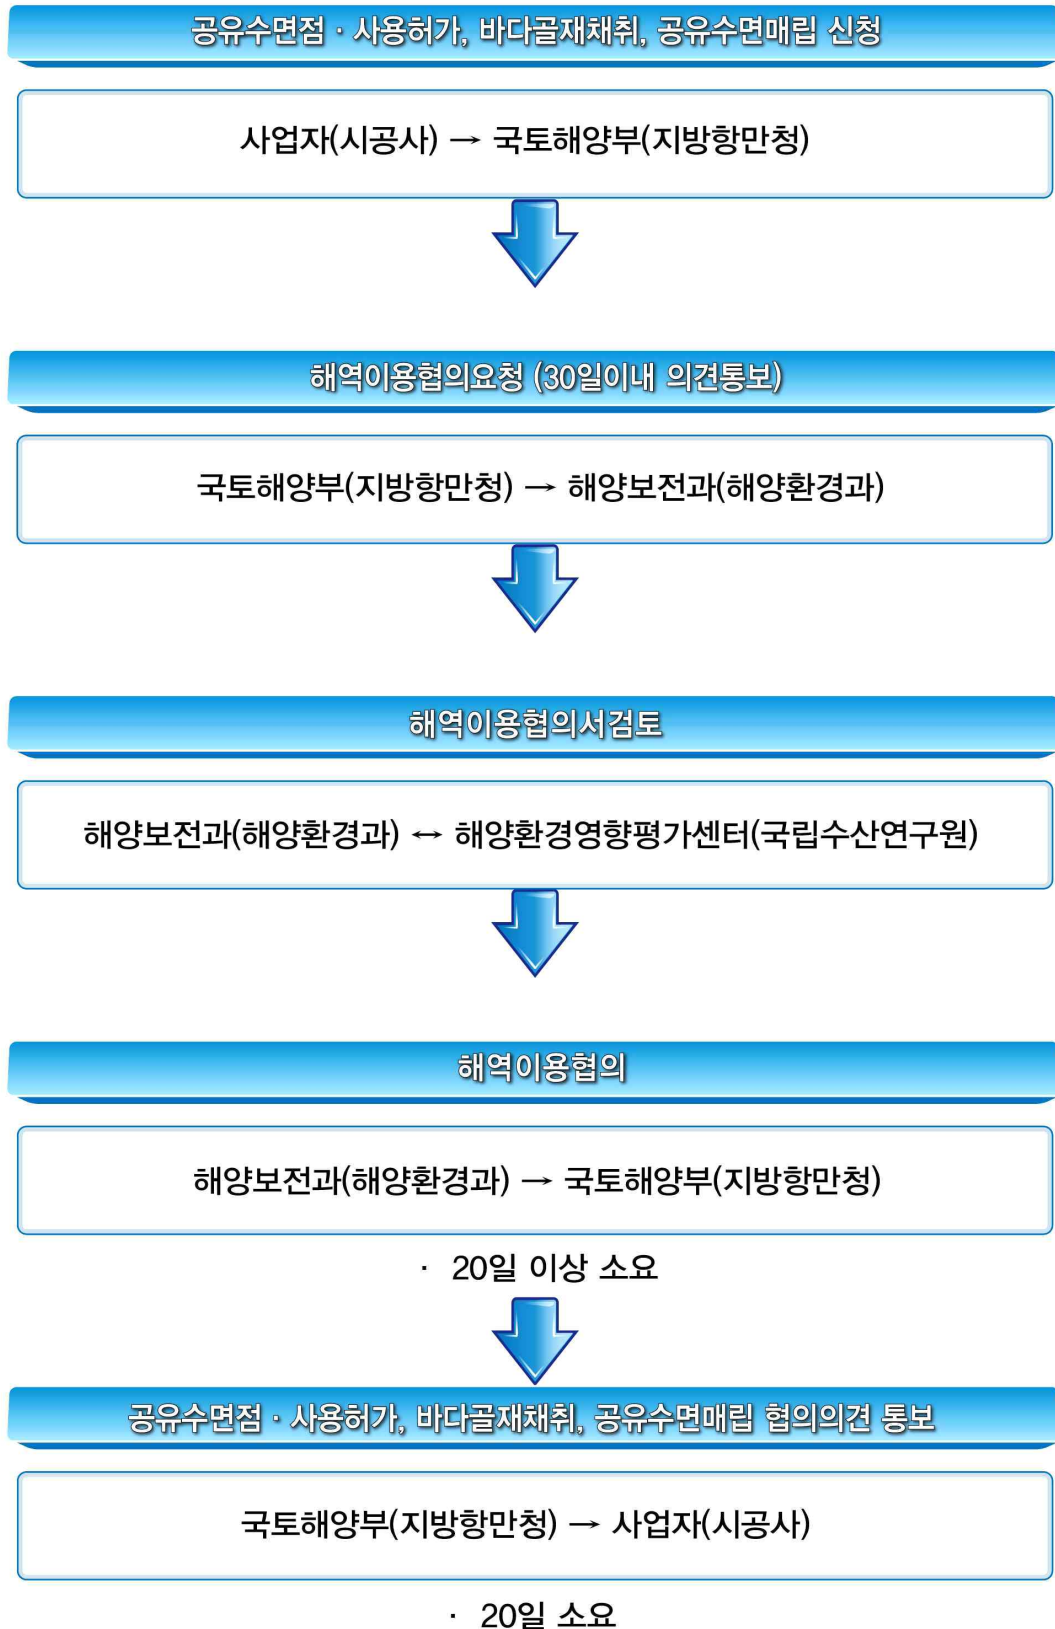 공유수면점 · 사용허가, 바다골재채취, 공유수면매립 신청
사업자(시공사) → 국토해양부(지방항만청)
해역이용협의요청 (30일이내 의견통보)
국토해양부(지방항만청) → 해양보전과(해양환경과)
해역이용협의서검토
해양보전과(해양환경과) ↔ 해양환경영향평가센터(국립수산연구원)
해역이용협의
해양보전과(해양환경과) → 국토해양부(지방항만청)
· 20일 이상 소요
공유수면점 · 사용허가, 바다골재채취, 공유수면매립 협의의견 통보
국토해양부(지방항만청) → 사업자(시공사)
· 20일 소요